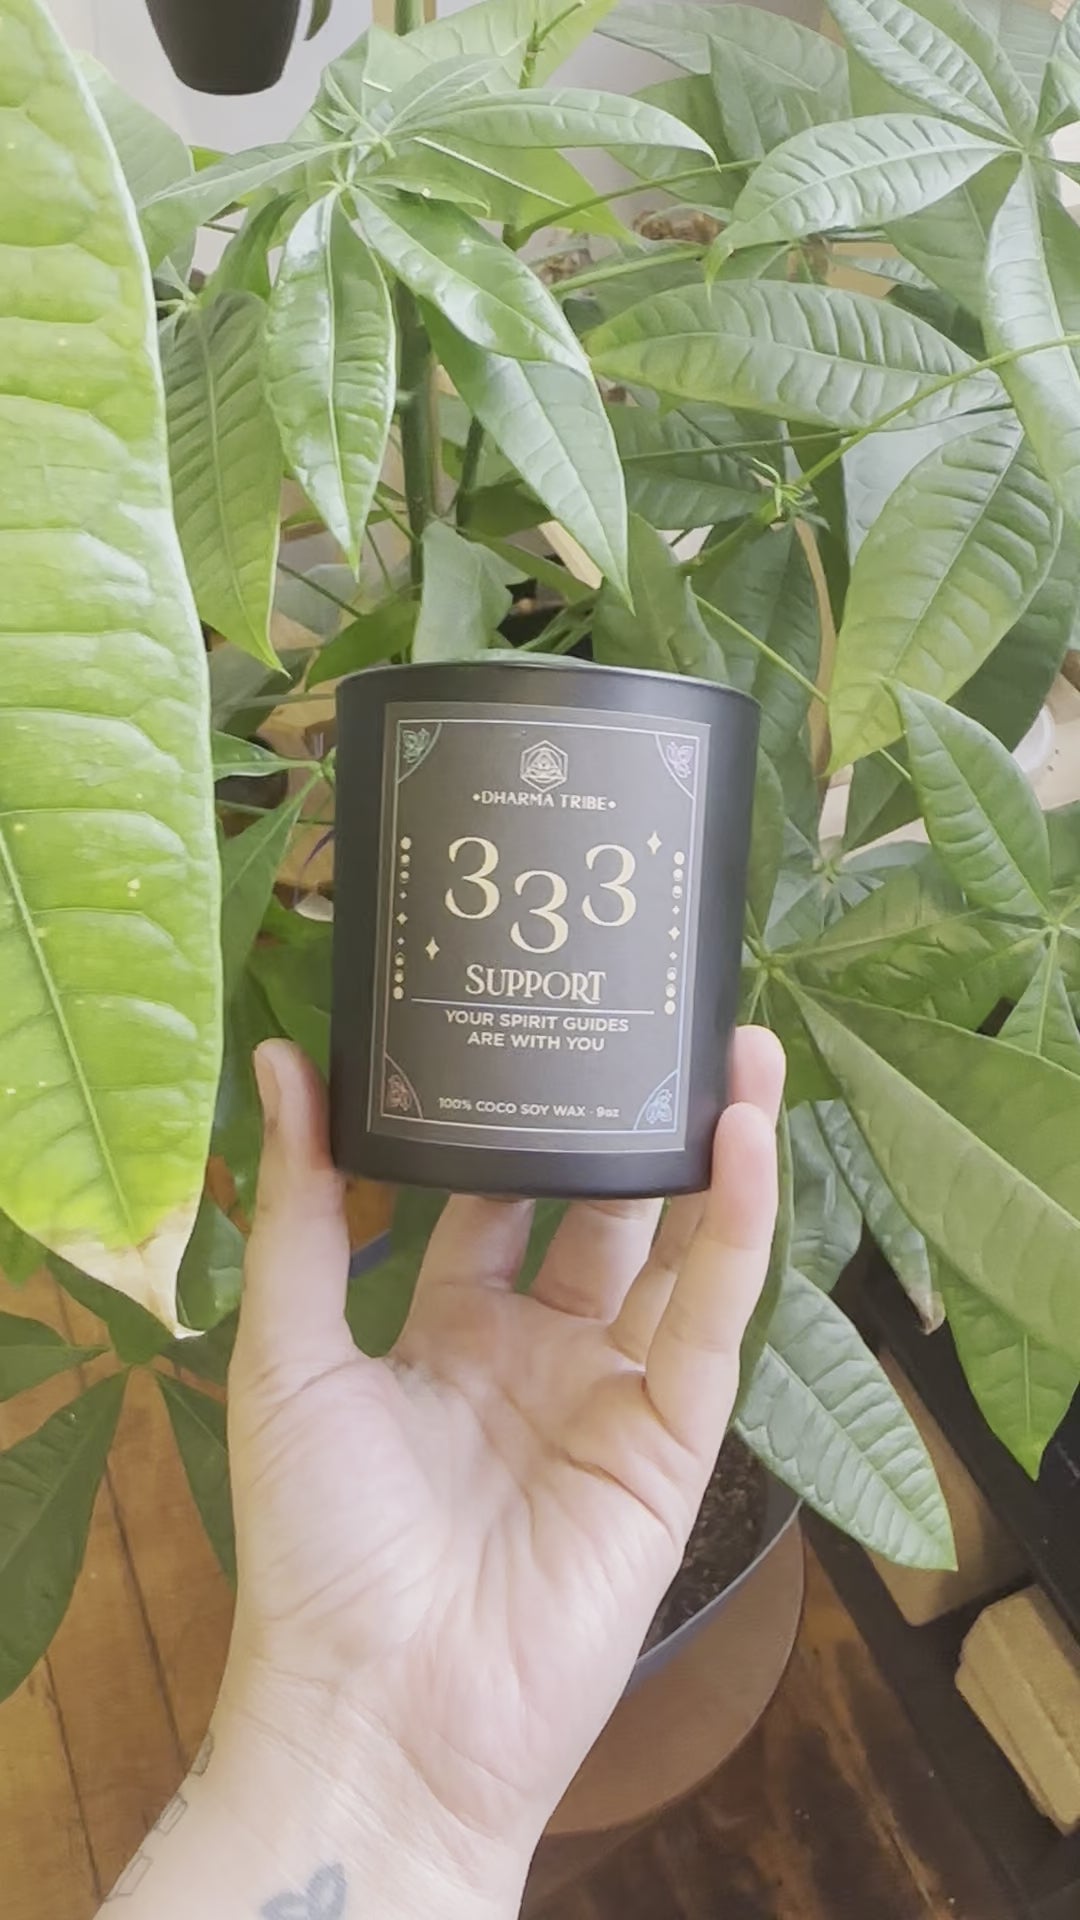 •DHARMA TRIBE•
333
SUPPORT
YOUR SPIRIT GUIDES
ARE WITH YOU
100% COCO SOY WAX · 9oz